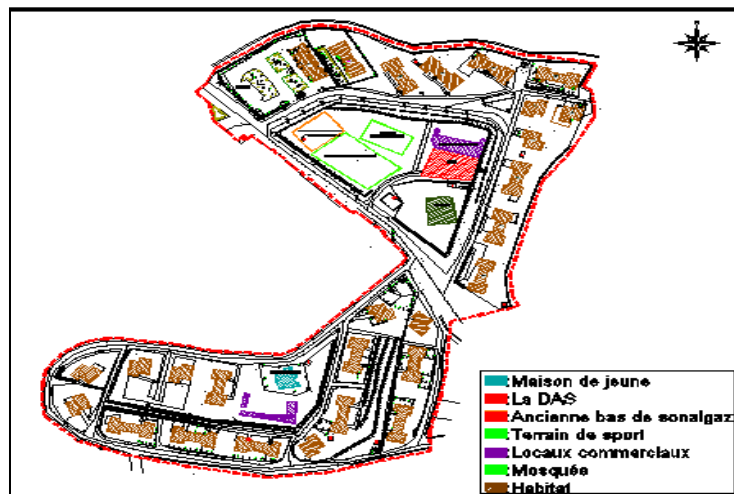 Maison de jeune
La DAS
Ancienne bas de sonalgaz
Terrain de sport
Locaux commerciaux
Mosquée
Habitat